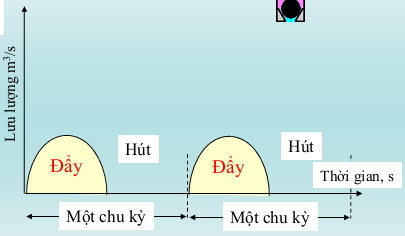 Lưu lượng m³/s
Đẩy
Hút
Đẩy
Hút
Thời gian, s
Một chu kỳ
Một chu kỳ